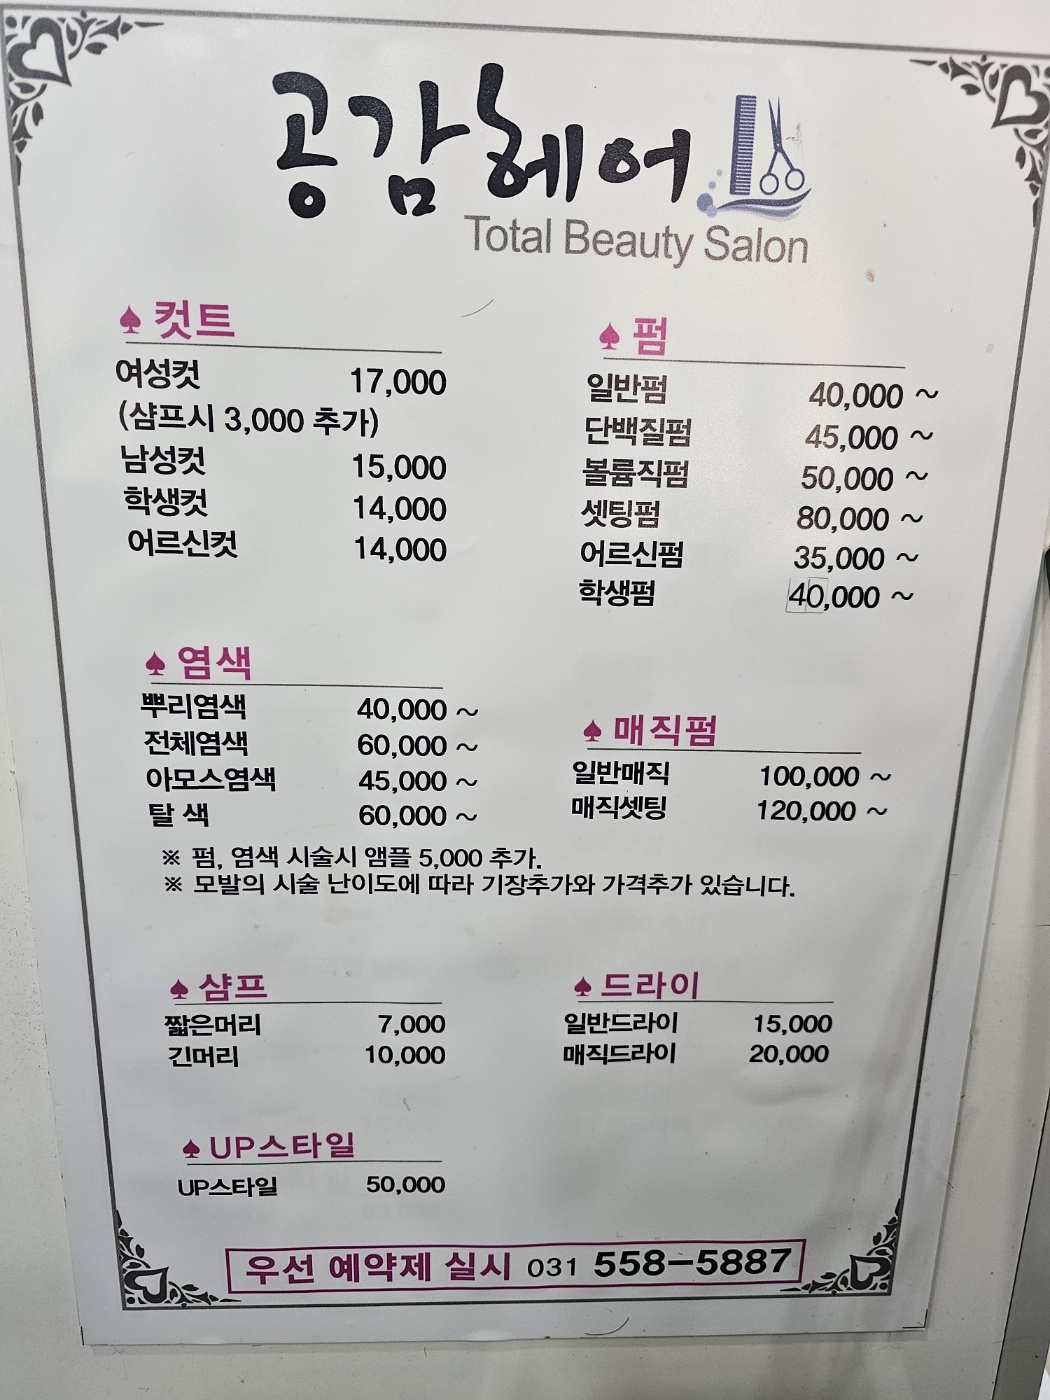 공감헤어
Total Beauty Salon
♠ 컷트
여성컷 17,000
(샴프시 3,000 추가)
남성컷 15,000
학생컷 14,000
어르신컷 14,000
♠ 펌
일반펌 40,000 ~
단백질펌 45,000 ~
볼륨직펌 50,000 ~
셋팅펌 80,000 ~
어르신펌 35,000 ~
학생펌 40,000 ~
♠ 염색
뿌리염색 40,000 ~
전체염색 60,000 ~
아모스염색 45,000 ~
탈 색 60,000 ~
♠ 매직펌
일반매직 100,000 ~
매직셋팅 120,000 ~
※ 펌, 염색 시술시 앰플 5,000 추가.
※ 모발의 시술 난이도에 따라 기장추가와 가격추가 있습니다.
♠ 샴프
짧은머리 7,000
긴머리 10,000
♠ 드라이
일반드라이 15,000
매직드라이 20,000
♠ UP스타일
UP스타일 50,000
우선 예약제 실시 031 558-5887